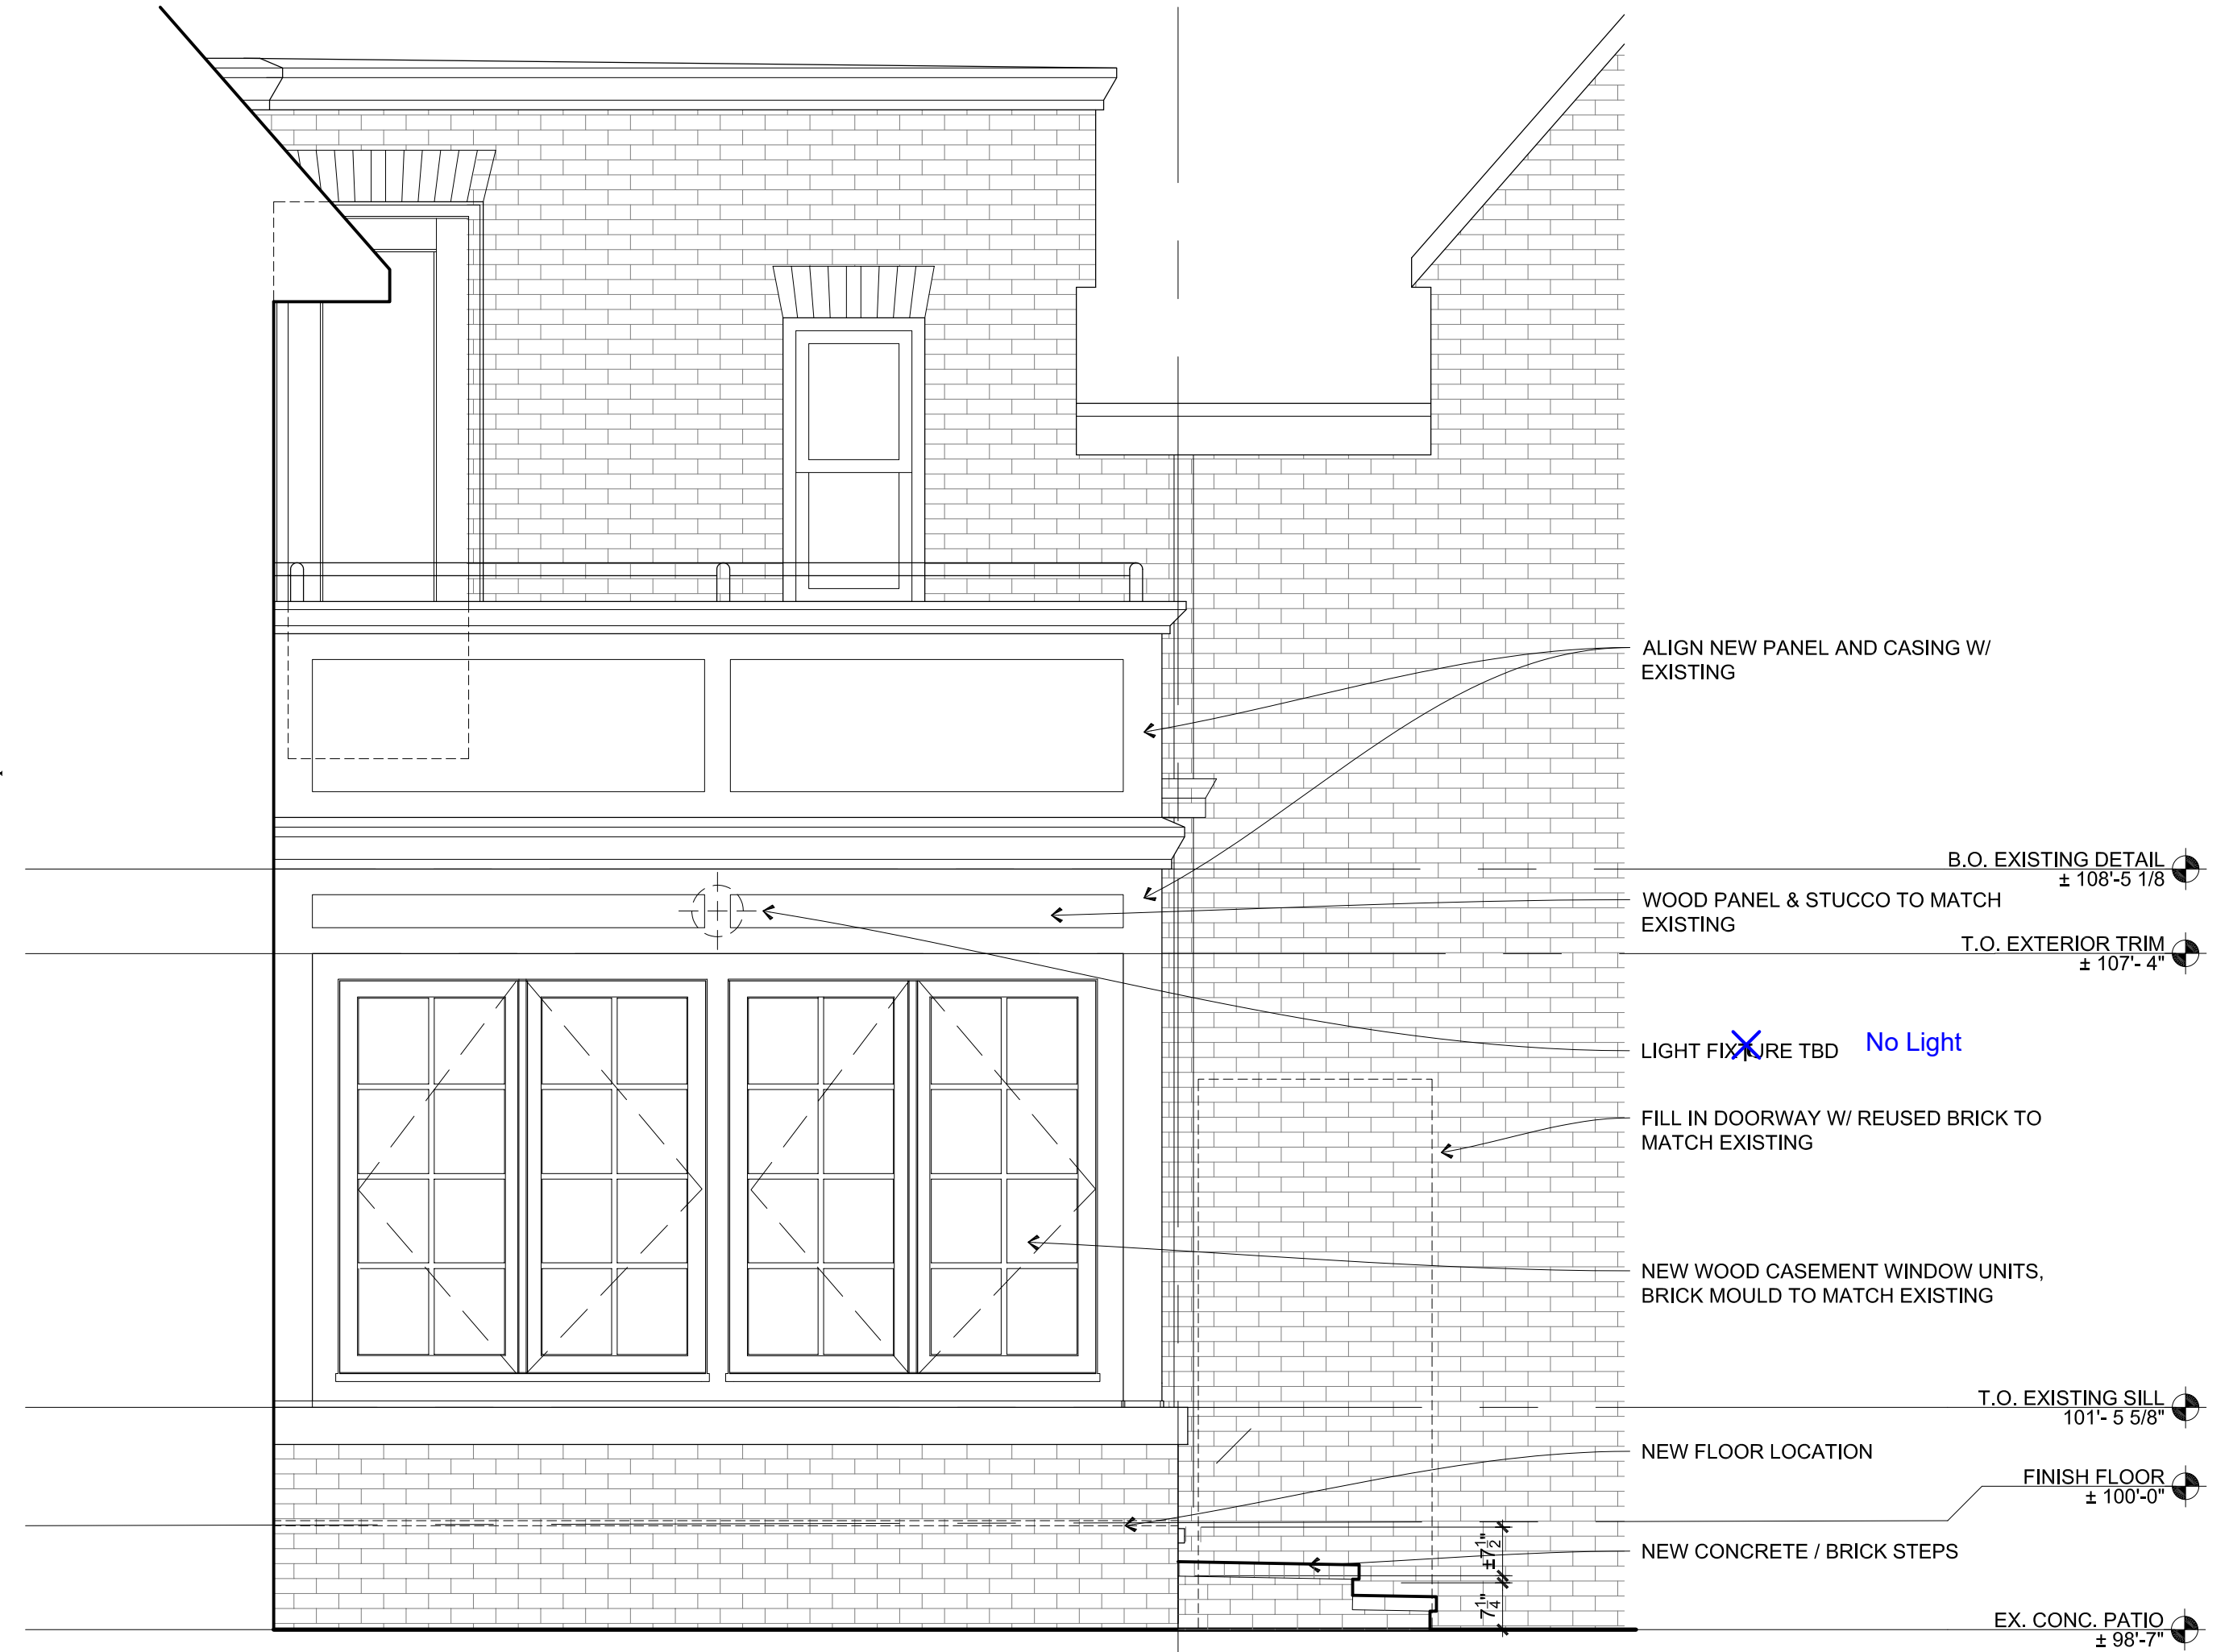 ALIGN NEW PANEL AND CASING W/
EXISTING
B.O. EXISTING DETAIL
± 108'-5 1/8
WOOD PANEL & STUCCO TO MATCH
EXISTING
T.O. EXTERIOR TRIM
± 107'- 4"
LIGHT FIXTURE TBD
No Light
FILL IN DOORWAY W/ REUSED BRICK TO
MATCH EXISTING
NEW WOOD CASEMENT WINDOW UNITS,
BRICK MOULD TO MATCH EXISTING
T.O. EXISTING SILL
101'- 5 5/8"
NEW FLOOR LOCATION
FINISH FLOOR
± 100'-0"
±7 1/2"
NEW CONCRETE / BRICK STEPS
7 1/4"
EX. CONC. PATIO
± 98'-7"